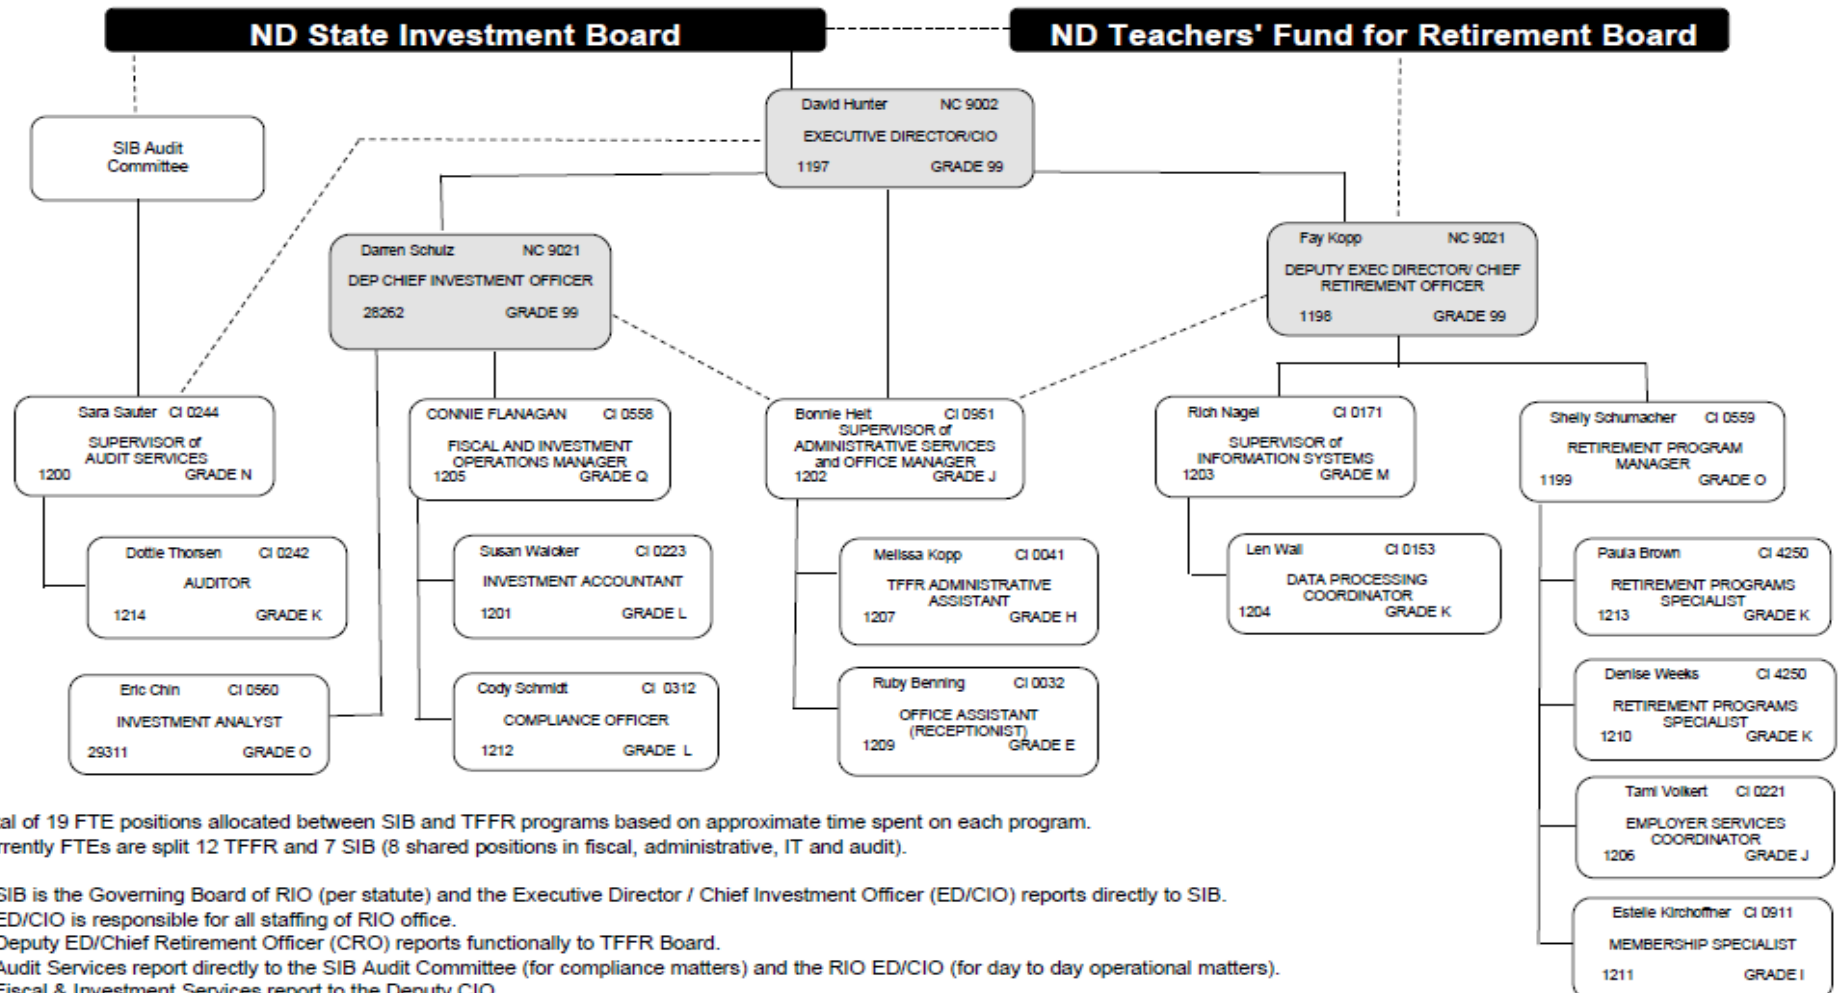 ND State Investment Board
ND Teachers' Fund for Retirement Board
David Hunter NC 9002
EXECUTIVE DIRECTOR/CIO
1197 GRADE 99
SIB Audit
Committee
Darren Schulz NC 9021
DEP CHIEF INVESTMENT OFFICER
28262 GRADE 99
Fay Kopp NC 9021
DEPUTY EXEC DIRECTOR/ CHIEF
RETIREMENT OFFICER
1198 GRADE 99
Sara Sauter CI 0244
SUPERVISOR of
AUDIT SERVICES
1200 GRADE N
CONNIE FLANAGAN CI 0558
FISCAL AND INVESTMENT
OPERATIONS MANAGER
1205 GRADE Q
Bonnie Heit CI 0951
SUPERVISOR of
ADMINISTRATIVE SERVICES
and OFFICE MANAGER
1202 GRADE J
Rich Nagel CI 0171
SUPERVISOR of
INFORMATION SYSTEMS
1203 GRADE M
Shelly Schumacher CI 0559
RETIREMENT PROGRAM
MANAGER
1199 GRADE O
Dottie Thorsen CI 0242
AUDITOR
1214 GRADE K
Susan Walcker CI 0223
INVESTMENT ACCOUNTANT
1201 GRADE L
Melissa Kopp CI 0041
TFFR ADMINISTRATIVE
ASSISTANT
1207 GRADE H
Len Wall CI 0153
DATA PROCESSING
COORDINATOR
1204 GRADE K
Paula Brown CI 4250
RETIREMENT PROGRAMS
SPECIALIST
1213 GRADE K
Eric Chin CI 0560
INVESTMENT ANALYST
29311 GRADE O
Cody Schmidt CI 0312
COMPLIANCE OFFICER
1212 GRADE L
Ruby Benning CI 0032
OFFICE ASSISTANT
(RECEPTIONIST)
1209 GRADE E
Denise Weeks CI 4250
RETIREMENT PROGRAMS
SPECIALIST
1210 GRADE K
Tami Volkert CI 0221
EMPLOYER SERVICES
COORDINATOR
1206 GRADE J
Estelle Kirchoffner CI 0911
MEMBERSHIP SPECIALIST
1211 GRADE I
al of 19 FTE positions allocated between SIB and TFFR programs based on approximate time spent on each program.
rrently FTEs are split 12 TFFR and 7 SIB (8 shared positions in fiscal, administrative, IT and audit).
SIB is the Governing Board of RIO (per statute) and the Executive Director / Chief Investment Officer (ED/CIO) reports directly to SIB.
ED/CIO is responsible for all staffing of RIO office.
Deputy ED/Chief Retirement Officer (CRO) reports functionally to TFFR Board.
Audit Services report directly to the SIB Audit Committee (for compliance matters) and the RIO ED/CIO (for day to day operational matters).
Fiscal & Investment Services report to the Deputy CIO